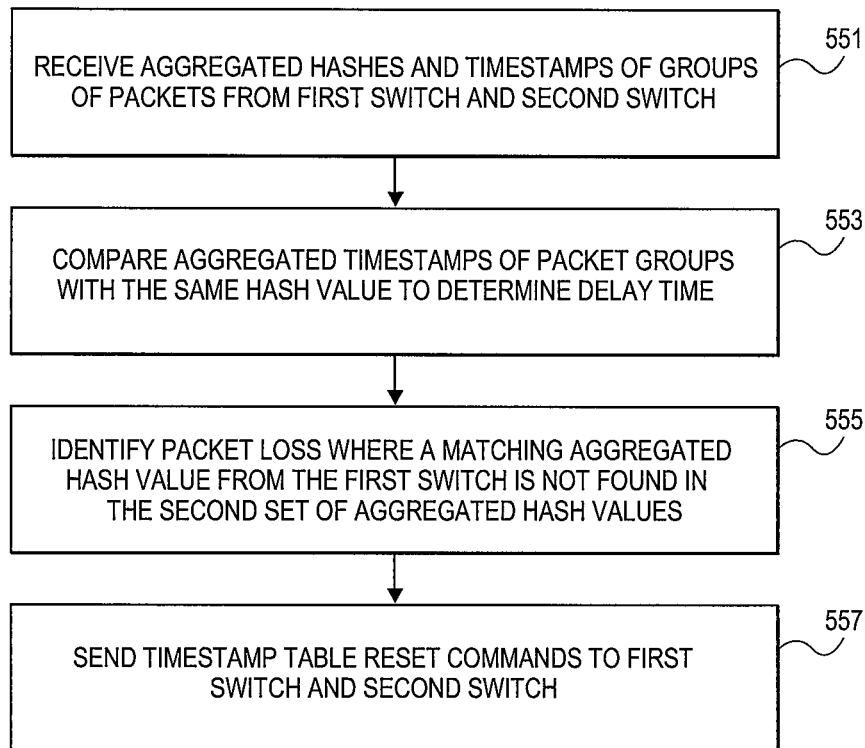 551
RECEIVE AGGREGATED HASHES AND TIMESTAMPS OF GROUPS
OF PACKETS FROM FIRST SWITCH AND SECOND SWITCH
553
COMPARE AGGREGATED TIMESTAMPS OF PACKET GROUPS
WITH THE SAME HASH VALUE TO DETERMINE DELAY TIME
555
IDENTIFY PACKET LOSS WHERE A MATCHING AGGREGATED
HASH VALUE FROM THE FIRST SWITCH IS NOT FOUND IN
THE SECOND SET OF AGGREGATED HASH VALUES
557
SEND TIMESTAMP TABLE RESET COMMANDS TO FIRST
SWITCH AND SECOND SWITCH